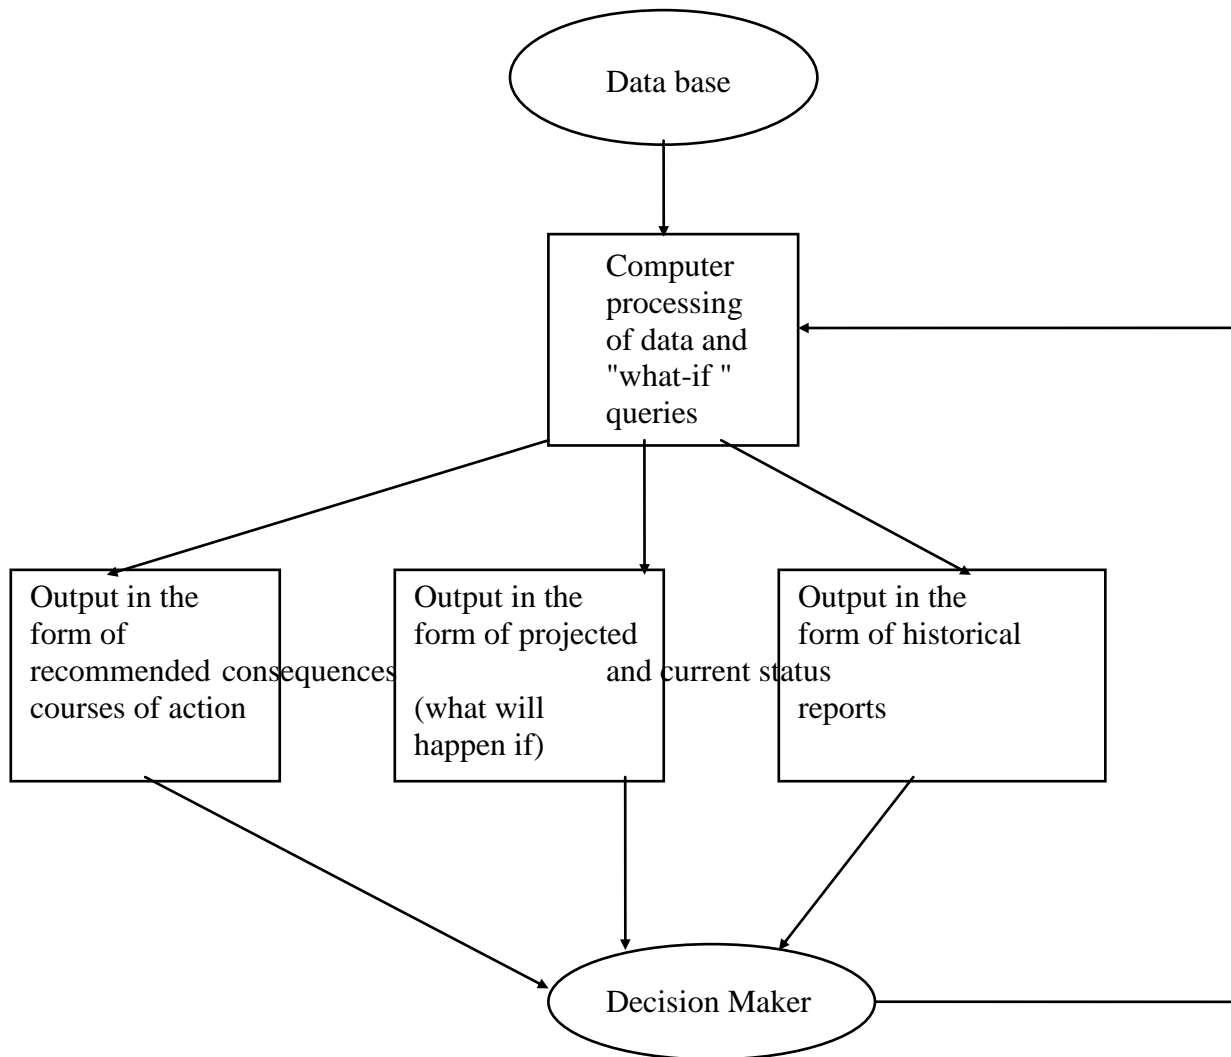 Data base
Computer
processing
of data and
"what-if "
queries
Output in the
form of
recommended consequences
courses of action
Output in the
form of projected
and current status
(what will
happen if)
Output in the
form of historical
reports
Decision Maker